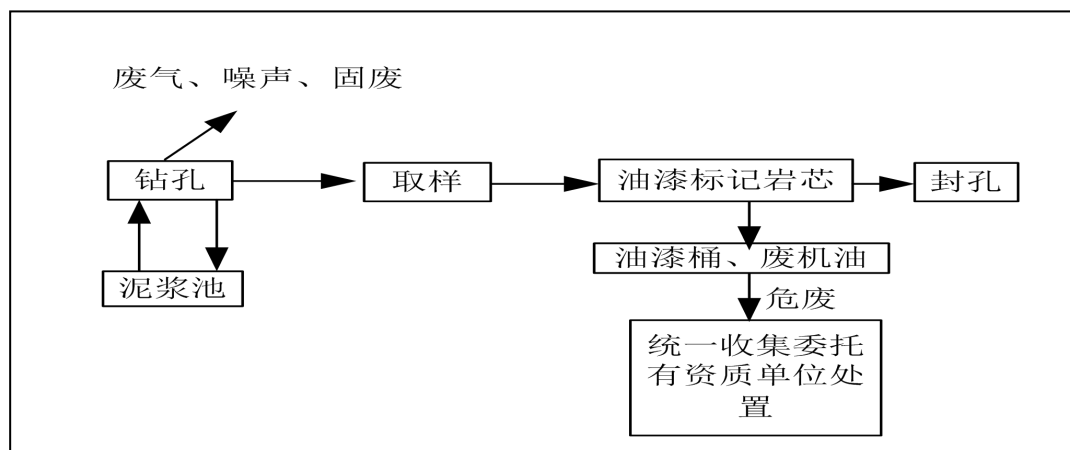 废气、噪声、固废
钻孔
取样
油漆标记岩芯
封孔
泥浆池
油漆桶、废机油
危废
统一收集委托
有资质单位处
置